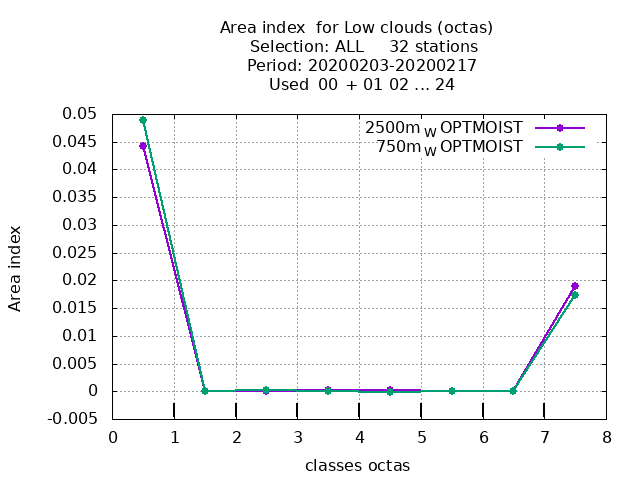 Area index  for Low clouds (octas)
Selection: ALL     32 stations
Period: 20200203-20200217
Used  00 + 01 02 ... 24
2500m_W OPTMOIST
750m_W OPTMOIST
0.05
0.045
0.04
0.035
0.03
0.025
0.02
0.015
0.01
0.005
0
-0.005
Area index
0 1 2 3 4 5 6 7 8
classes octas